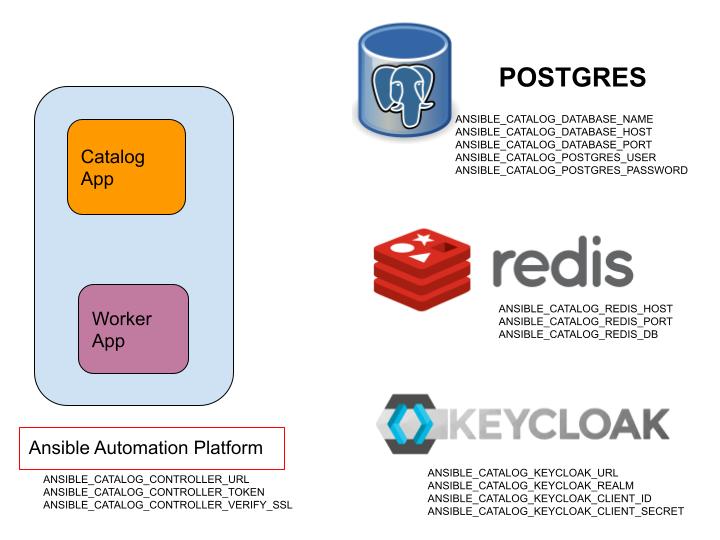 Catalog
App
Worker
App
Ansible Automation Platform
ANSIBLE_CATALOG_CONTROLLER_URL
ANSIBLE_CATALOG_CONTROLLER_TOKEN
ANSIBLE_CATALOG_CONTROLLER_VERIFY_SSL
POSTGRES
ANSIBLE_CATALOG_DATABASE_NAME
ANSIBLE_CATALOG_DATABASE_HOST
ANSIBLE_CATALOG_DATABASE_PORT
ANSIBLE_CATALOG_POSTGRES_USER
ANSIBLE_CATALOG_POSTGRES_PASSWORD
redis
ANSIBLE_CATALOG_REDIS_HOST
ANSIBLE_CATALOG_REDIS_PORT
ANSIBLE_CATALOG_REDIS_DB
KEYCLOAK
ANSIBLE_CATALOG_KEYCLOAK_URL
ANSIBLE_CATALOG_KEYCLOAK_REALM
ANSIBLE_CATALOG_KEYCLOAK_CLIENT_ID
ANSIBLE_CATALOG_KEYCLOAK_CLIENT_SECRET